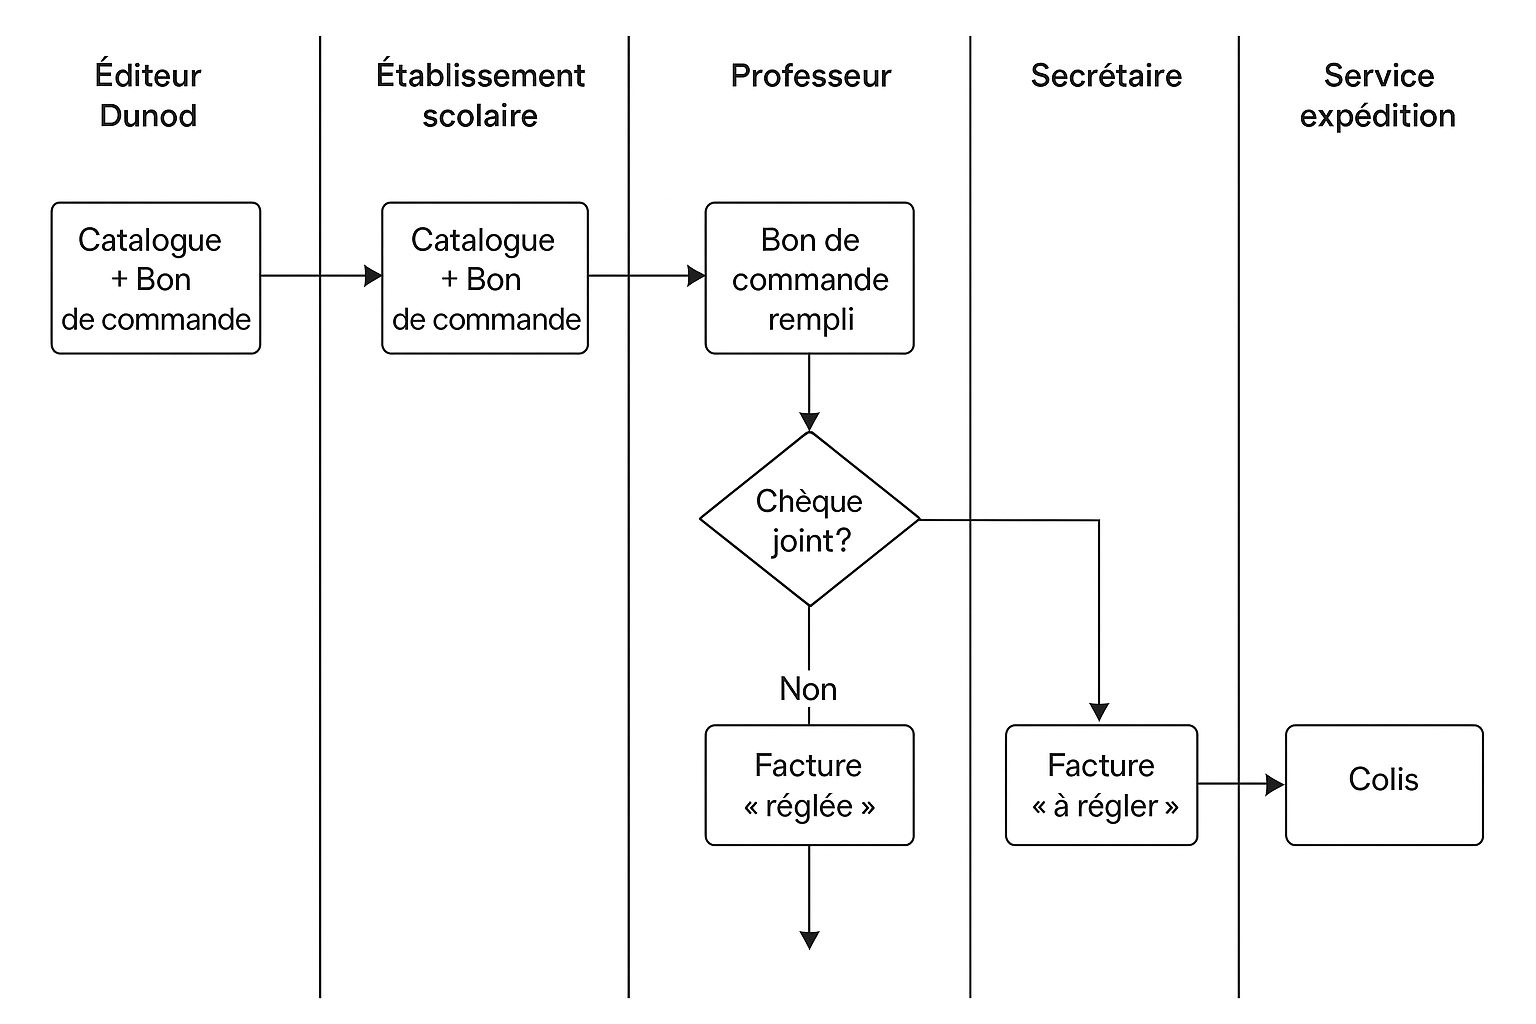 Éditeur
Dunod
Établissement
scolaire
Professeur
Secrétaire
Service
expédition
Catalogue
+ Bon
de commande
Catalogue
+ Bon
de commande
Bon de
commande
rempli
Chèque
joint?
Non
Facture
« réglée »
Facture
« à régler »
Colis